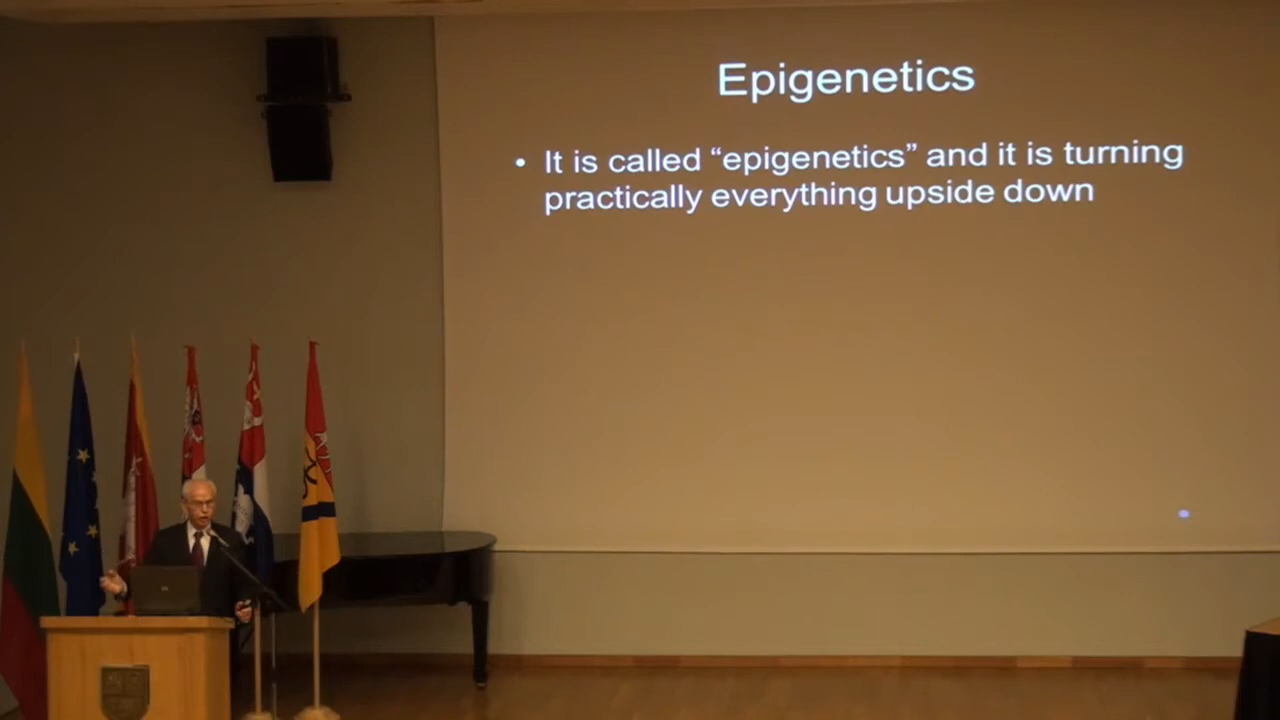 Epigenetics
• It is called “epigenetics” and it is turning
practically everything upside down